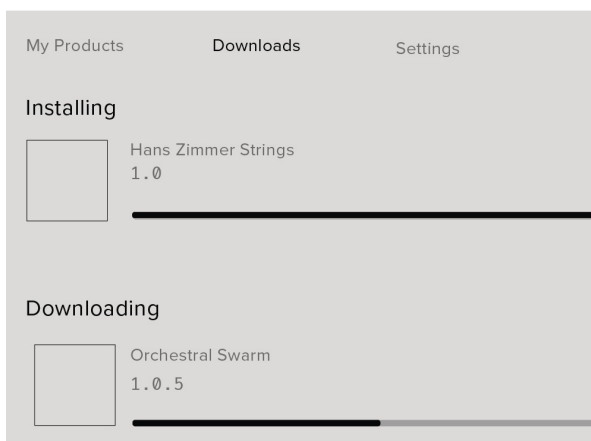 My Products Downloads Settings
Installing
Hans Zimmer Strings
1.0
Downloading
Orchestral Swarm
1.0.5